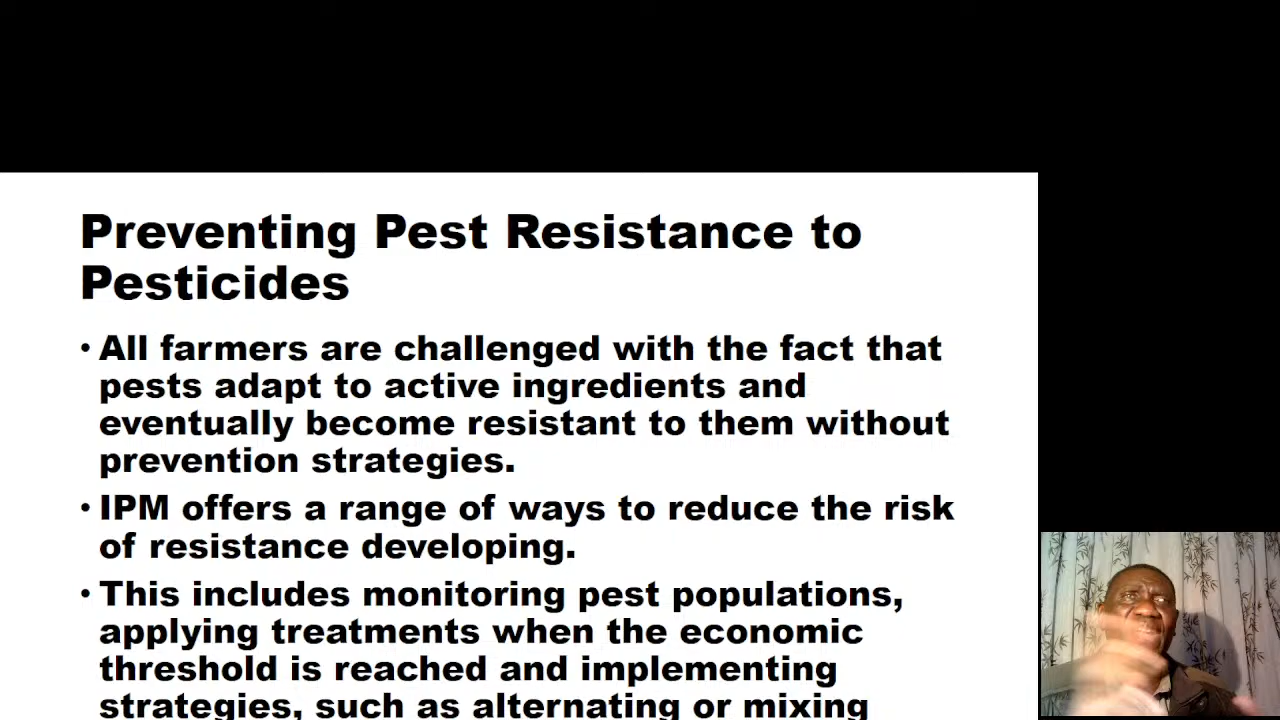 Preventing Pest Resistance to
Pesticides
• All farmers are challenged with the fact that
pests adapt to active ingredients and
eventually become resistant to them without
prevention strategies.
• IPM offers a range of ways to reduce the risk
of resistance developing.
• This includes monitoring pest populations,
applying treatments when the economic
threshold is reached and implementing
strategies, such as alternating or mixing